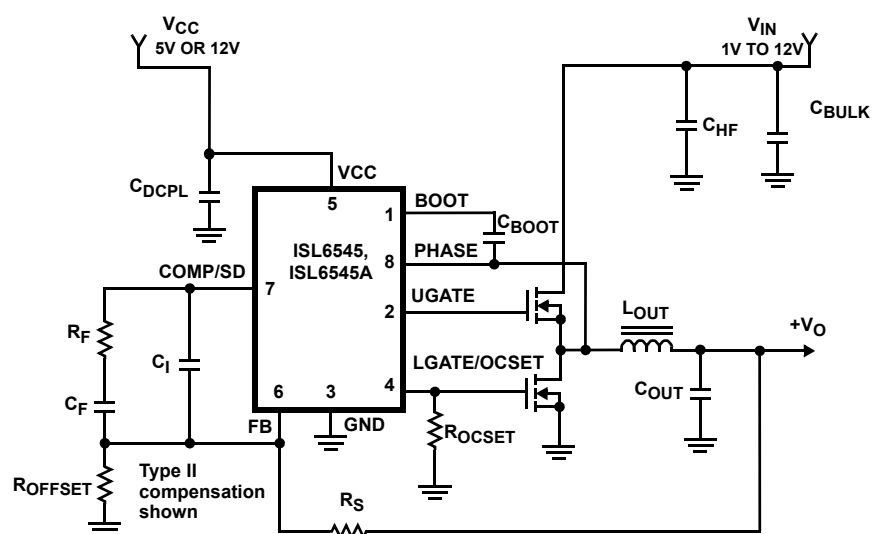 VCC
5V OR 12V
VIN
1V TO 12V
CHF
CBULK
CDCPL
VCC
5
BOOT
1
CBOOT
ISL6545,
ISL6545A
PHASE
8
COMP/SD
7
UGATE
2
RF
CI
LOUT
+VO
LGATE/OCSET
4
COUT
CF
6
3
FB
GND
ROCSET
ROFFSET
Type II
compensation
shown
RS